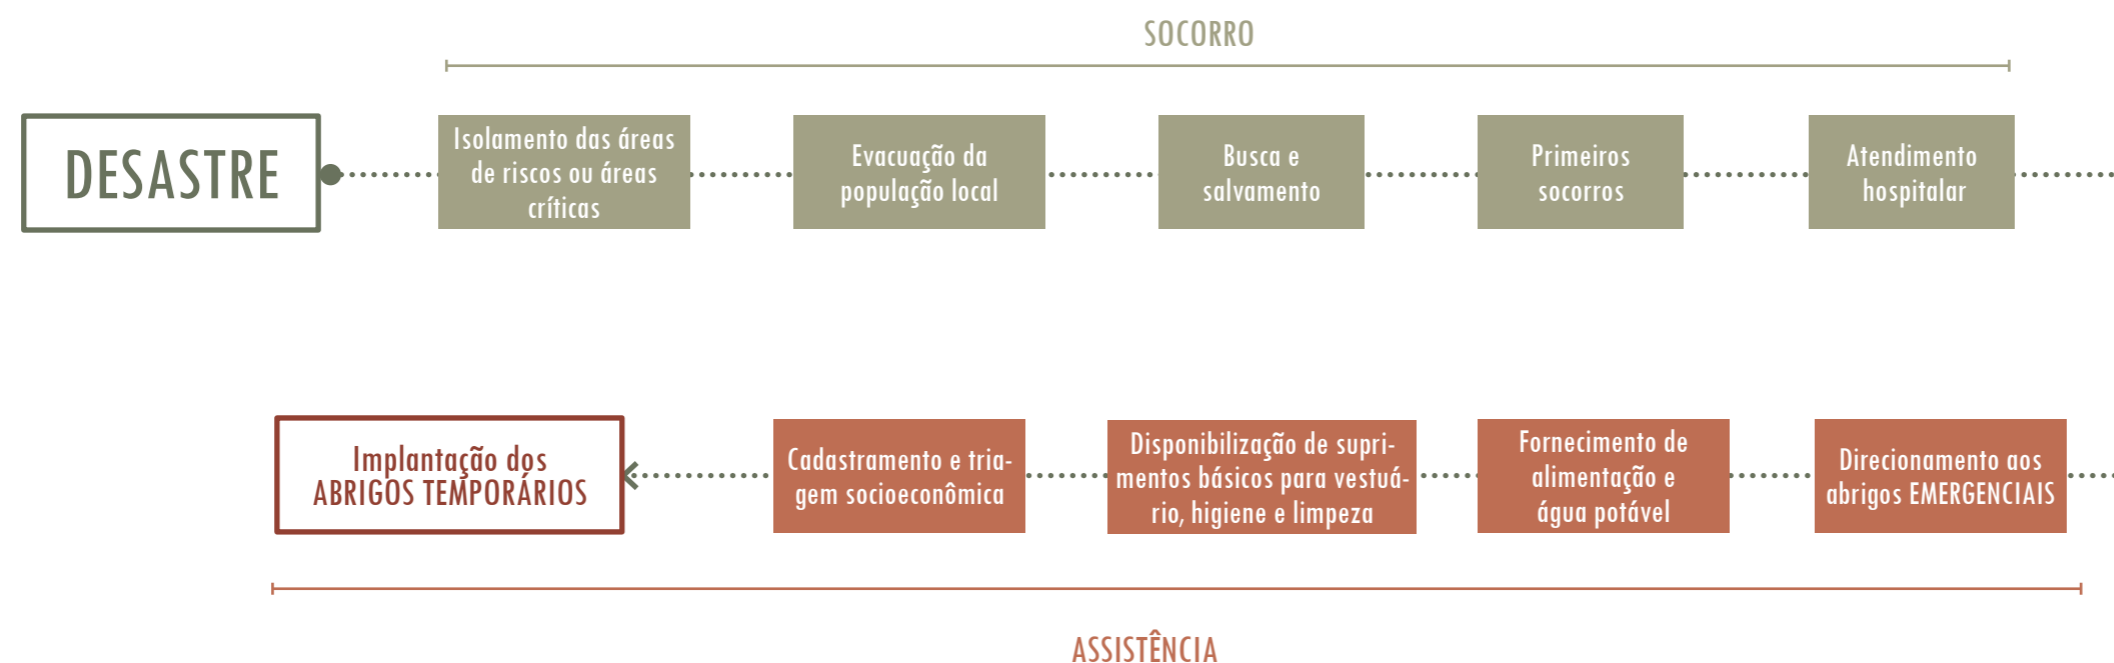 SOCORRO
DESASTRE
Isolamento das áreas
de riscos ou áreas
críticas
Evacuação da
população local
Busca e
salvamento
Primeiros
socorros
Atendimento
hospitalar
Direcionamento aos
abrigos EMERGENCIAIS
Fornecimento de
alimentação e
água potável
Disponibilização de supri-
mentos básicos para vestuá-
rio, higiene e limpeza
Cadastramento e tria-
gem socioeconômica
Implantação dos
ABRIGOS TEMPORÁRIOS
ASSISTÊNCIA